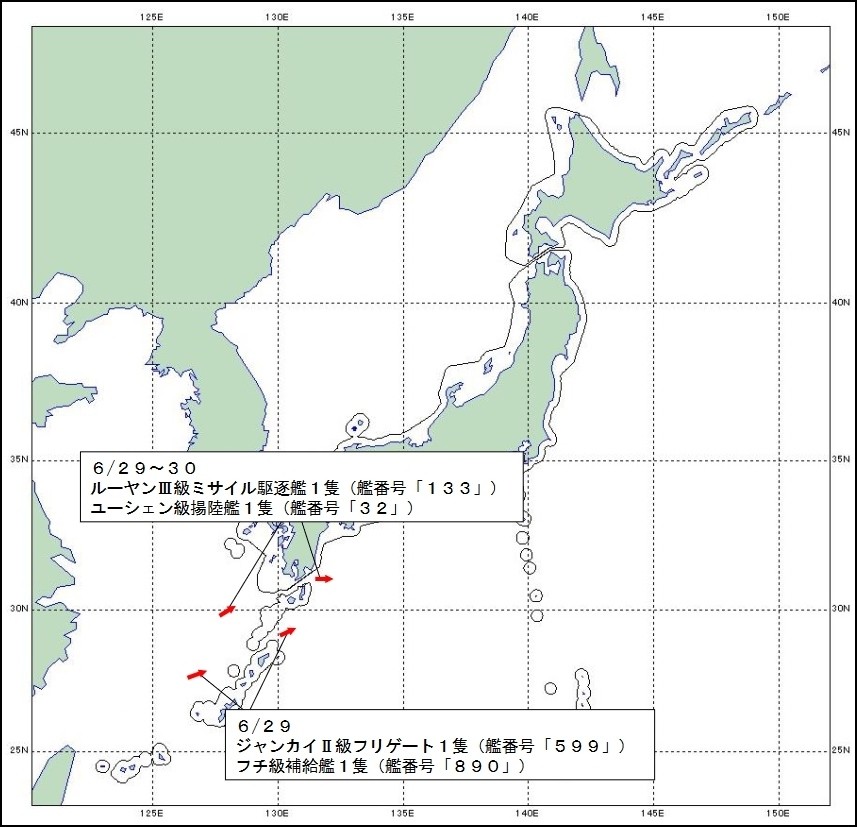 125E 130E 135E 140E 145E 150E
45N 45N
40N 40N
35N 35N
6/29～30
ルーヤンⅢ級ミサイル駆逐艦1隻（艦番号「133」）
ユーシェン級揚陸艦1隻（艦番号「32」）
30N 30N
6/29
ジャンカイⅡ級フリゲート1隻（艦番号「599」）
フチ級補給艦1隻（艦番号「890」）
25N 25N
125E 130E 135E 140E 145E 150E